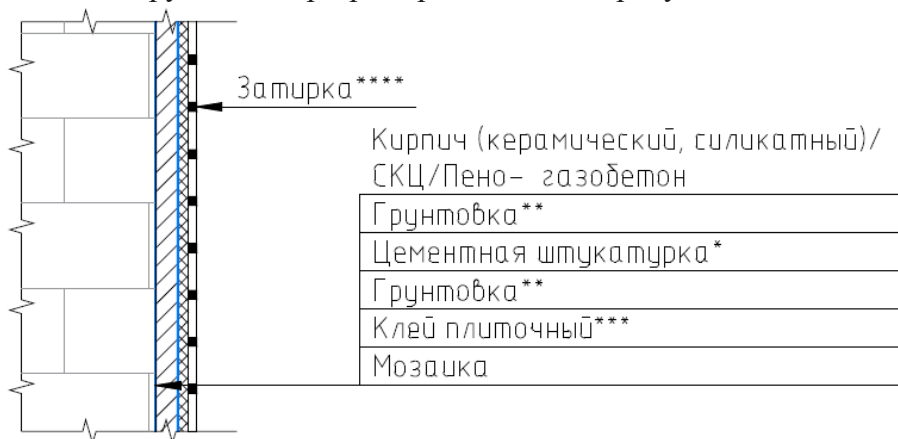 Затирка****
Кирпич (керамический, силикатный)/
СКЦ/Пено- газобетон
Грунтовка**
Цементная штукатурка*
Грунтовка**
Клей плиточный***
Мозаика